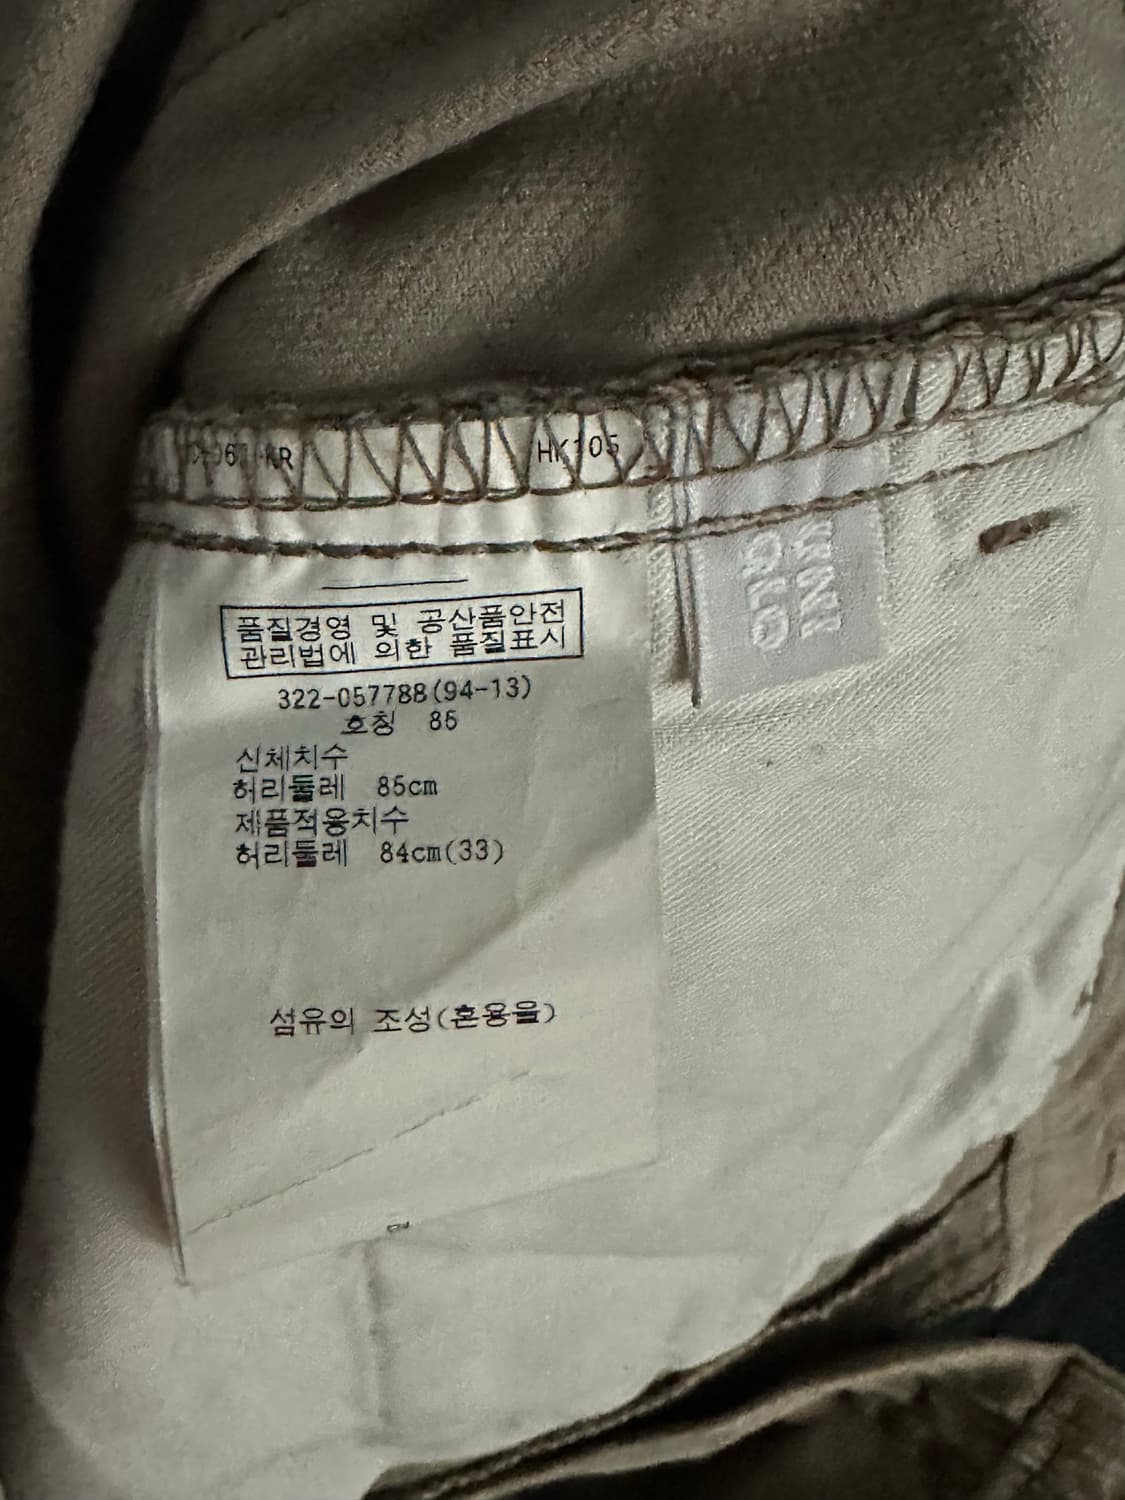 HK105
품질경영 및 공산품안전
관리법에 의한 품질표시
322-057788(94-13)
호칭 85
신체치수
허리둘레 85cm
제품적용치수
허리둘레 84cm(33)
섬유의 조성(혼용율)
UNI
QLO